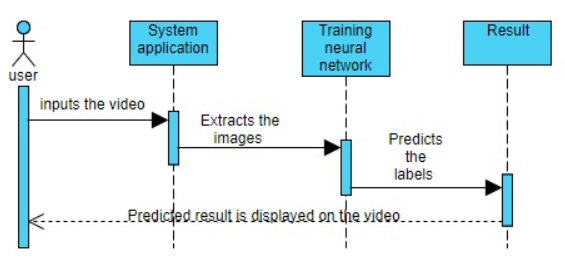 System
application
Training
neural
network
Result
user
inputs the video
Extracts the
images
Predicts
the
labels
Predicted result is displayed on the video